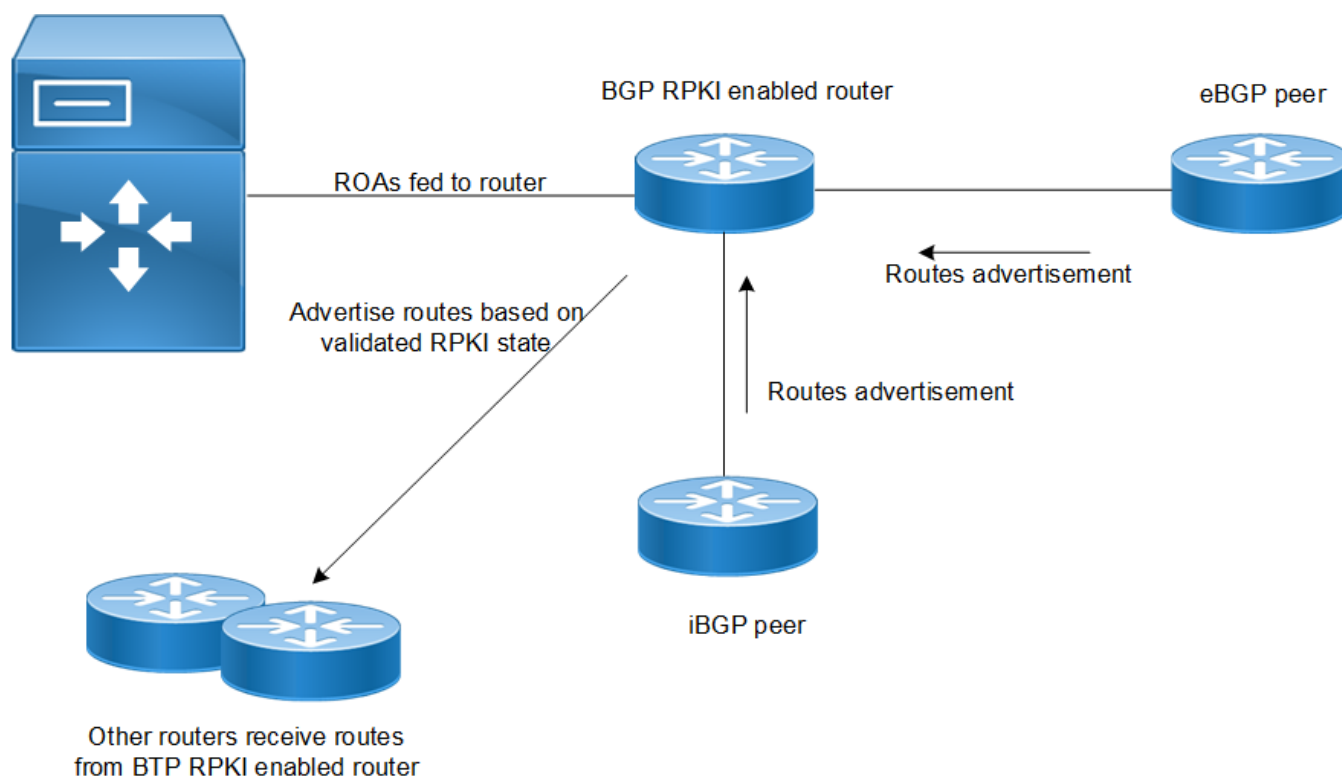 BGP RPKI enabled router
eBGP peer
ROAs fed to router
Routes advertisement
Advertise routes based on
validated RPKI state
Routes advertisement
iBGP peer
Other routers receive routes
from BTP RPKI enabled router